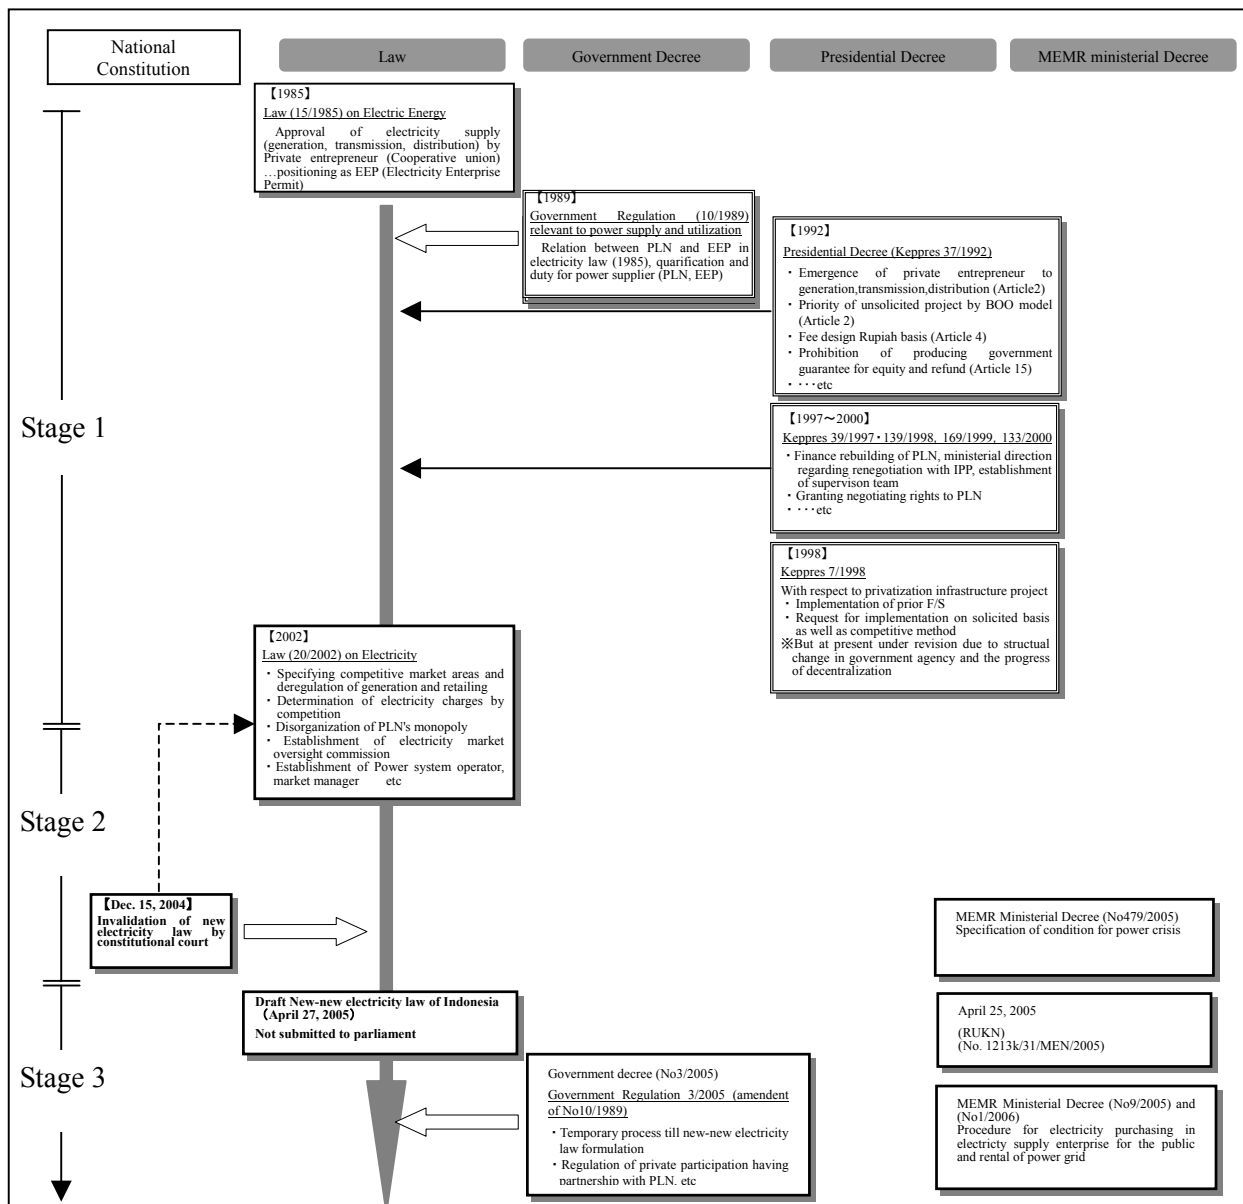 National
Constitution
Law
Government Decree
Presidential Decree
MEMR ministerial Decree
【1985】
Law (15/1985) on Electric Energy
Approval of electricity supply
(generation, transmission, distribution) by
Private entrepreneur (Cooperative union)
…positioning as EEP (Electricity Enterprise
Permit)
【1989】
Government Regulation (10/1989)
relevant to power supply and utilization
Relation between PLN and EEP in
electricity law (1985), quarification and
duty for power supplier (PLN, EEP)
【1992】
Presidential Decree (Keppres 37/1992)
・Emergence of private entrepreneur to
generation,transmission,distribution (Article2)
・Priority of unsolicited project by BOO model
(Article 2)
・Fee design Rupiah basis (Article 4)
・Prohibition of producing government
guarantee for equity and refund (Article 15)
・・・・etc
Stage 1
【1997～2000】
Keppres 39/1997・139/1998, 169/1999, 133/2000
・Finance rebuilding of PLN, ministerial direction
regarding renegotiation with IPP, establishment
of supervison team
・Granting negotiating rights to PLN
・・・・etc
【1998】
Keppres 7/1998
With respect to privatization infrastructure project
・Implementation of prior F/S
・Request for implementation on solicited basis
as well as competitive method
※But at present under revision due to structual
change in government agency and the progress
of decentralization
【2002】
Law (20/2002) on Electricity
・Specifying competitive market areas and
deregulation of generation and retailing
・Determination of electricity charges by
competition
・Disorganization of PLN's monopoly
・Establishment of electricity market
oversight commission
・Establishment of Power system operator,
market manager etc
Stage 2
【Dec. 15, 2004】
Invalidation of new
electricity law by
constitutional court
MEMR Ministerial Decree (No479/2005)
Specification of condition for power crisis
Draft New-new electricity law of Indonesia
（April 27, 2005）
Not submitted to parliament
April 25, 2005
(RUKN)
(No. 1213k/31/MEN/2005)
Stage 3
Government decree (No3/2005)
Government Regulation 3/2005 (amendent
of No10/1989)
・Temporary process till new-new electricity
law formulation
・Regulation of private participation having
partnership with PLN, etc
MEMR Ministerial Decree (No9/2005) and
(No1/2006)
Procedure for electricity purchasing in
electricty supply enterprise for the public
and rental of power grid